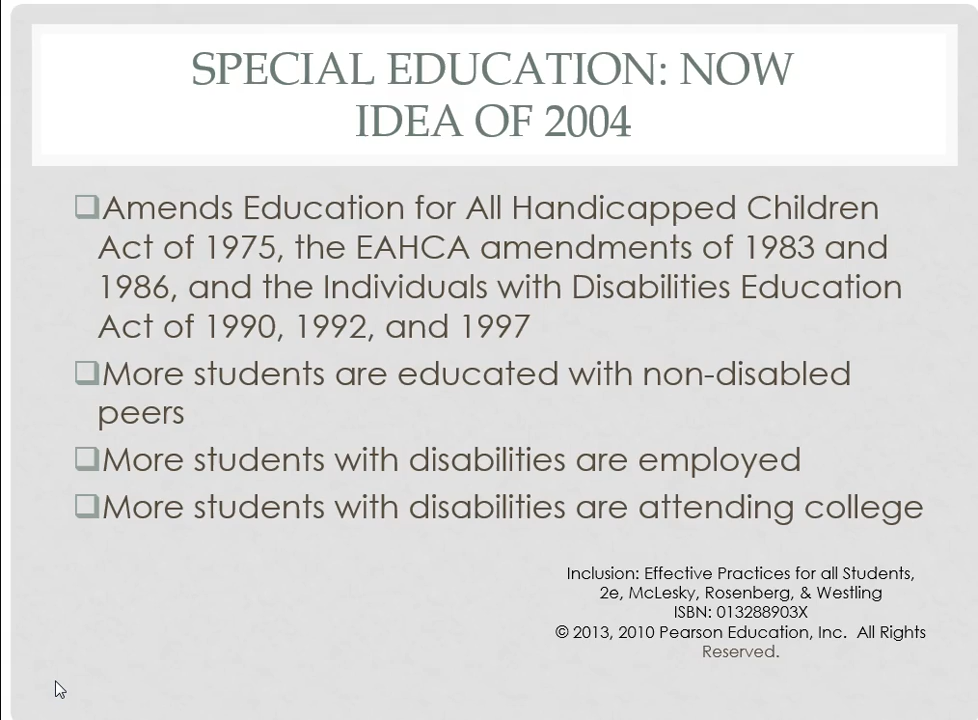 SPECIAL EDUCATION: NOW
IDEA OF 2004
Amends Education for All Handicapped Children
Act of 1975, the EAHCA amendments of 1983 and
1986, and the Individuals with Disabilities Education
Act of 1990, 1992, and 1997
More students are educated with non-disabled
peers
More students with disabilities are employed
More students with disabilities are attending college
Inclusion: Effective Practices for all Students,
2e, McLesky, Rosenberg, & Westling
ISBN: 013288903X
© 2013, 2010 Pearson Education, Inc. All Rights
Reserved.